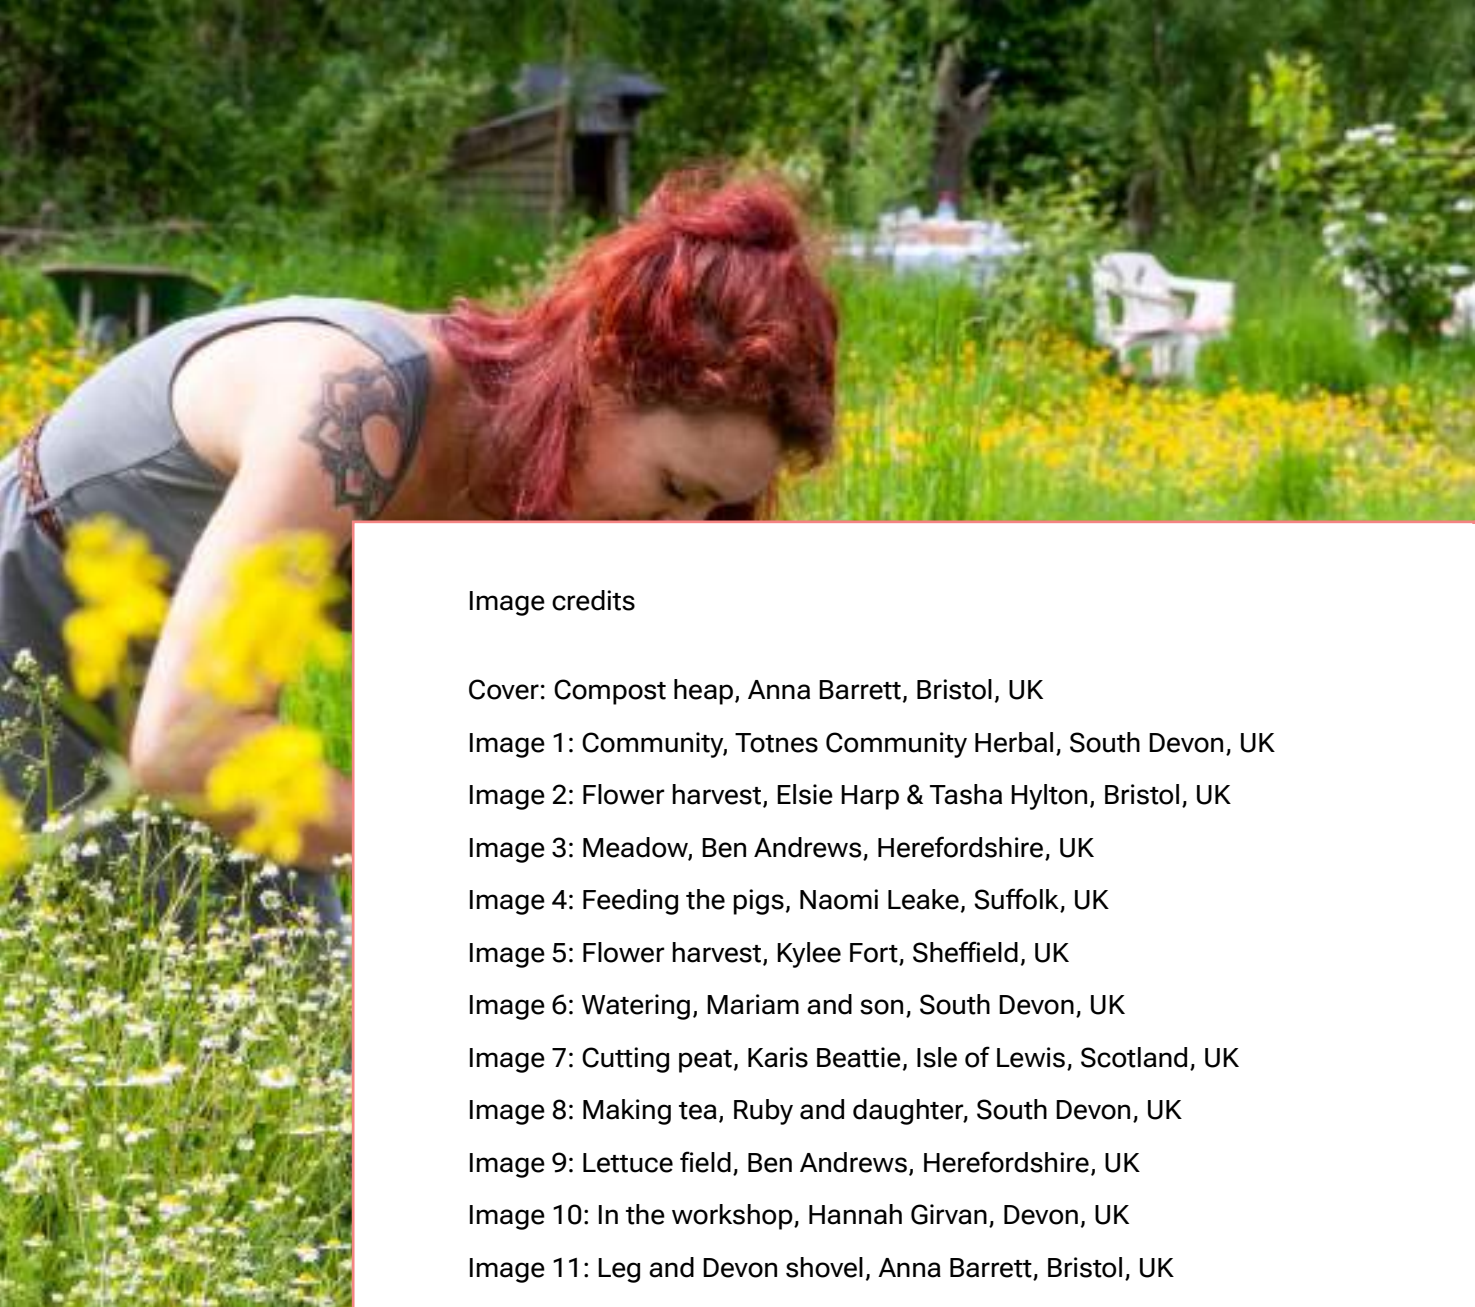 Image credits
Cover: Compost heap, Anna Barrett, Bristol, UK
Image 1: Community, Totnes Community Herbal, South Devon, UK
Image 2: Flower harvest, Elsie Harp & Tasha Hylton, Bristol, UK
Image 3: Meadow, Ben Andrews, Herefordshire, UK
Image 4: Feeding the pigs, Naomi Leake, Suffolk, UK
Image 5: Flower harvest, Kylee Fort, Sheffield, UK
Image 6: Watering, Mariam and son, South Devon, UK
Image 7: Cutting peat, Karis Beattie, Isle of Lewis, Scotland, UK
Image 8: Making tea, Ruby and daughter, South Devon, UK
Image 9: Lettuce field, Ben Andrews, Herefordshire, UK
Image 10: In the workshop, Hannah Girvan, Devon, UK
Image 11: Leg and Devon shovel, Anna Barrett, Bristol, UK